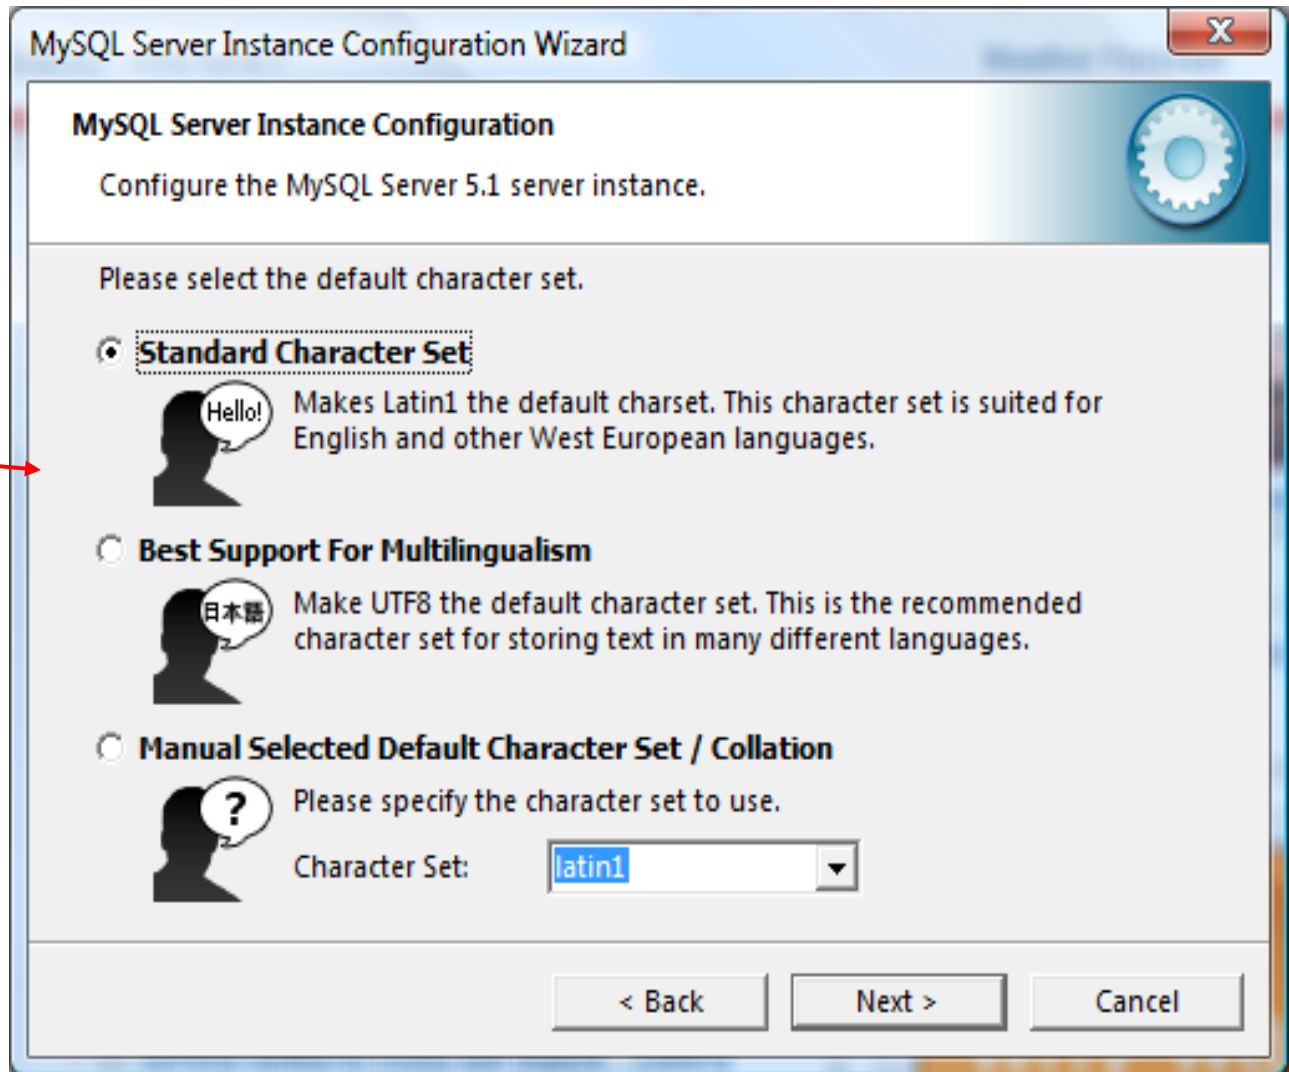 MySQL Server Instance Configuration Wizard
X
MySQL Server Instance Configuration
Configure the MySQL Server 5.1 server instance.
Please select the default character set.
Standard Character Set
Hello!
Makes Latin1 the default charset. This character set is suited for
English and other West European languages.
Best Support For Multilingualism
日本語
Make UTF8 the default character set. This is the recommended
character set for storing text in many different languages.
Manual Selected Default Character Set / Collation
?
Please specify the character set to use.
Character Set: latin1
< Back Next > Cancel